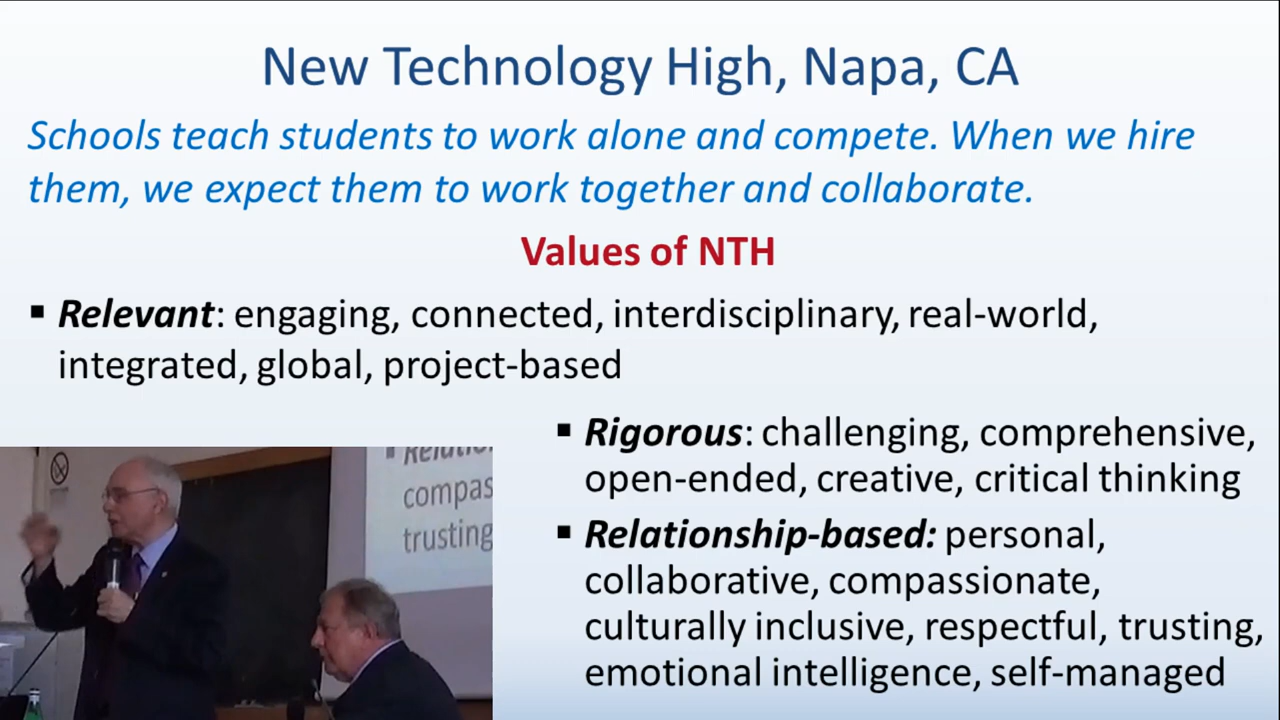 New Technology High, Napa, CA
Schools teach students to work alone and compete. When we hire
them, we expect them to work together and collaborate.
Values of NTH
▪ Relevant: engaging, connected, interdisciplinary, real-world,
integrated, global, project-based
▪ Rigorous: challenging, comprehensive,
open-ended, creative, critical thinking
▪ Relationship-based: personal,
collaborative, compassionate,
culturally inclusive, respectful, trusting,
emotional intelligence, self-managed
compas
trusting